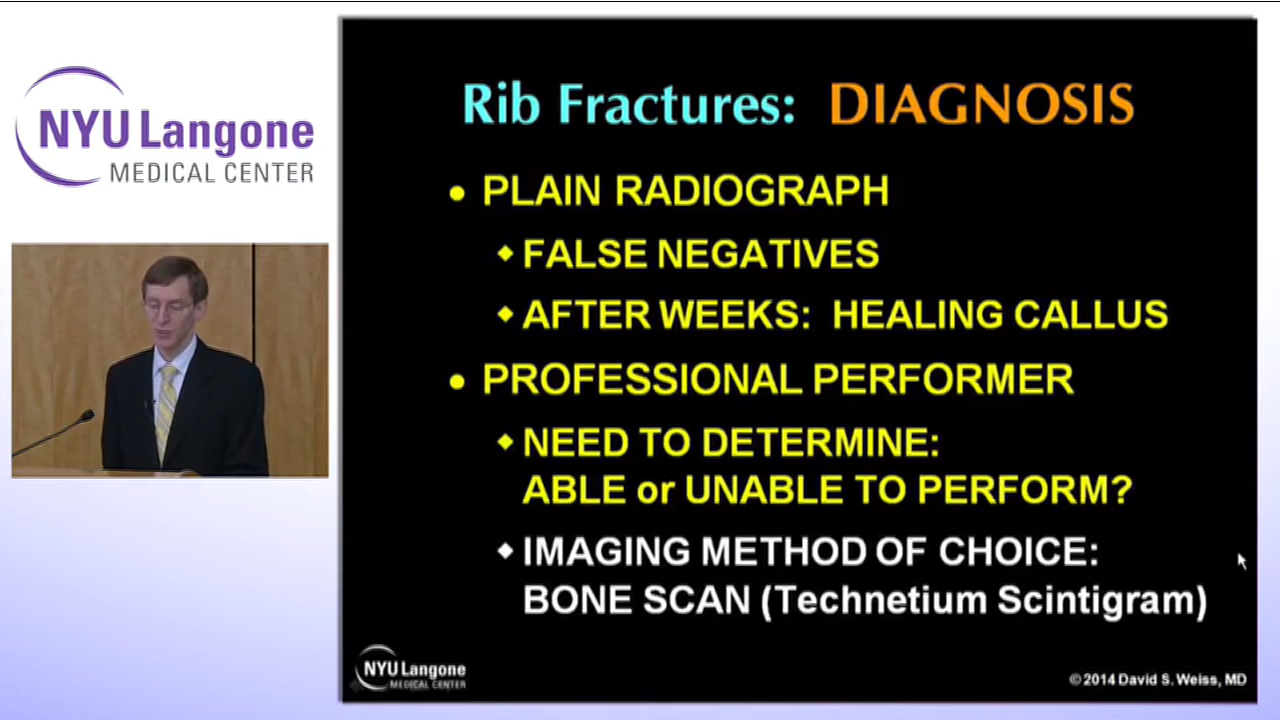 NYU Langone
MEDICAL CENTER
Rib Fractures: DIAGNOSIS
• PLAIN RADIOGRAPH
◆ FALSE NEGATIVES
◆ AFTER WEEKS: HEALING CALLUS
• PROFESSIONAL PERFORMER
◆ NEED TO DETERMINE:
ABLE or UNABLE TO PERFORM?
◆ IMAGING METHOD OF CHOICE:
BONE SCAN (Technetium Scintigram)
NYU Langone
MEDICAL CENTER
©2014 David S. Weiss, MD